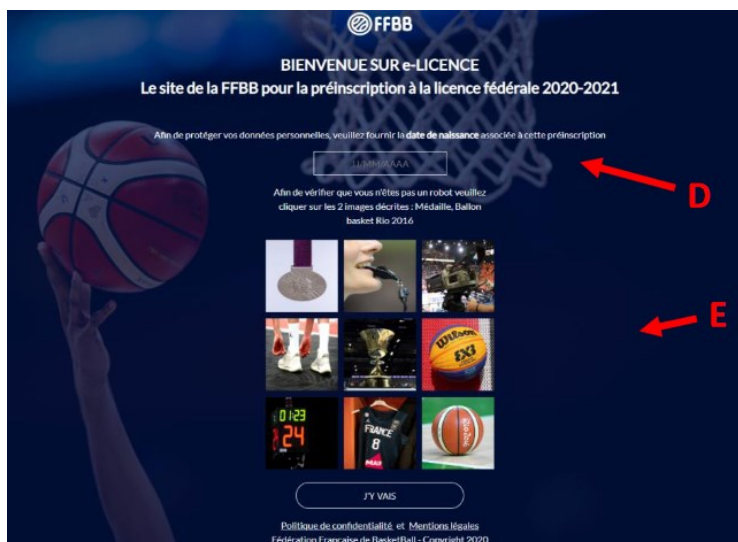 FFBB
BIENVENUE SUR e-LICENCE
Le site de la FFBB pour la préinscription à la licence fédérale 2020-2021
Afin de protéger vos données personnelles, veuillez fournir la date de naissance associée à cette préinscription
JJ/MM/AAAA
D
Afin de vérifier que vous n'êtes pas un robot veuillez
cliquer sur les 2 images décrites : Médaille, Ballon
basket Rio 2016
E
WILSON
3X3
01:23
24
FRANCE
8
J'Y VAIS
Politique de confidentialité et Mentions légales
Fédération Française de BasketBall - Copyright 2020